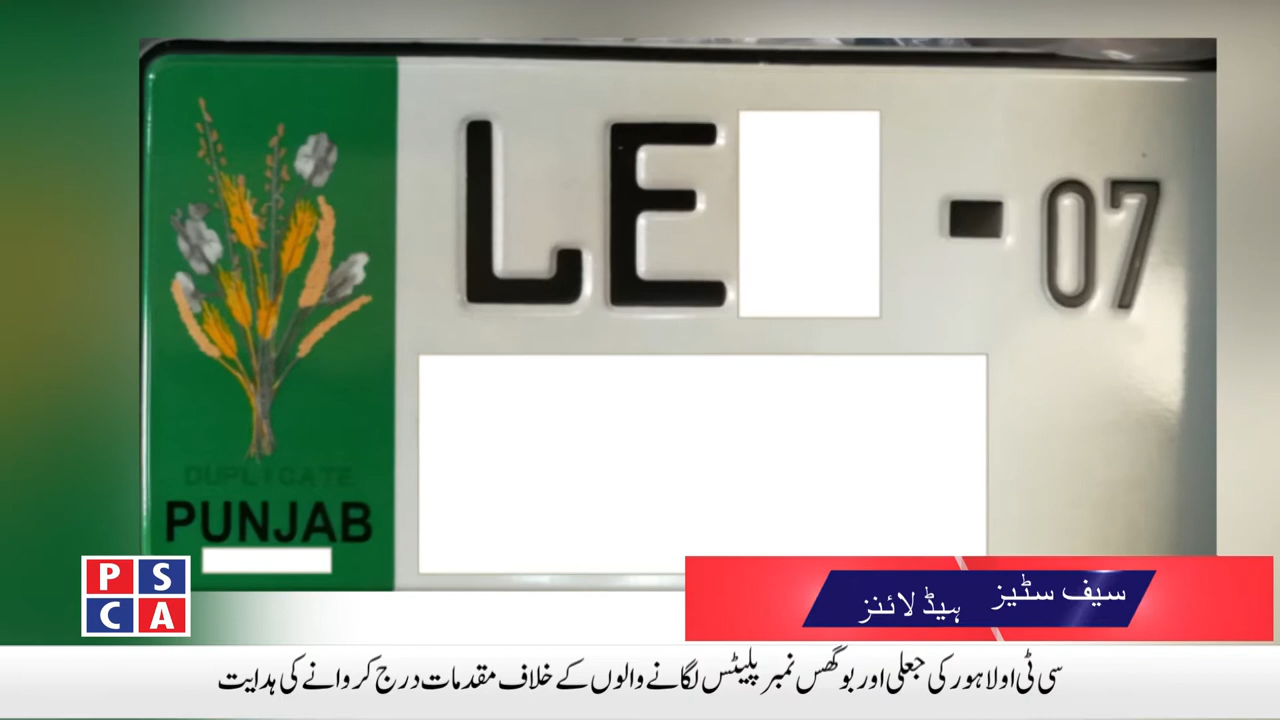 LE - 07
DUPLICATE
PUNJAB
P S
C A
سیف سٹیز
ہیڈ لائنز
سی ٹی او لاہور کی جعلی اور بوگھس نمبر پلیٹس لگانے والوں کے خلاف مقدمات درج کروانے کی ہدایت